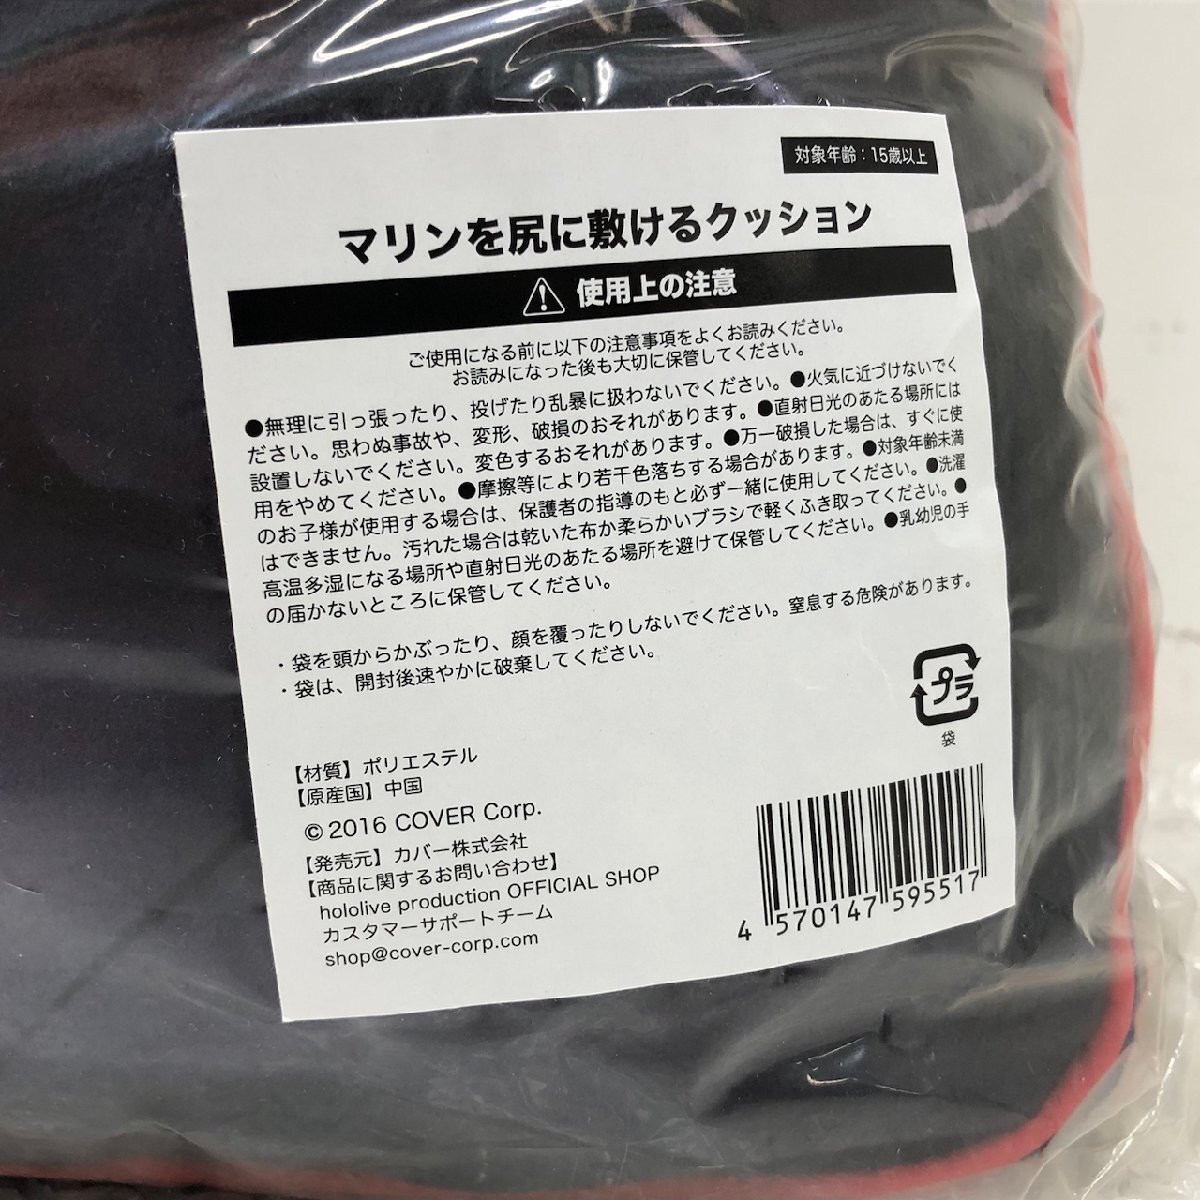 対象年齢：15歳以上
マリンを尻に敷けるクッション
使用上の注意
ご使用になる前に以下の注意事項をよくお読みください。
お読みになった後も大切に保管してください。
●無理に引っ張ったり、投げたり乱暴に扱わないでください。●火気に近づけないでく
ださい。思わぬ事故や、変形、破損のおそれがあります。●直射日光のあたる場所には
設置しないでください。変色するおそれがあります。●万一破損した場合は、すぐに使
用をやめてください。●摩擦等により若干色落ちする場合があります。●対象年齢未満
のお子様が使用する場合は、保護者の指導のもと必ず一緒に使用してください。●洗濯
はできません。汚れた場合は乾いた布か柔らかいブラシで軽くふき取ってください。●
高温多湿になる場所や直射日光のあたる場所を避けて保管してください。●乳幼児の手
の届かないところに保管してください。
・袋を頭からかぶったり、顔を覆ったりしないでください。窒息する危険があります。
・袋は、開封後速やかに破棄してください。
プラ
袋
【材質】ポリエステル
【原産国】中国
© 2016 COVER Corp.
【発売元】カバー株式会社
【商品に関するお問い合わせ】
hololive production OFFICIAL SHOP
カスタマーサポートチーム
shop@cover-corp.com
4 570147 595517